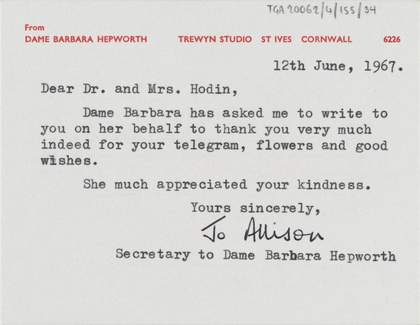 TGA 20062/4/155/34
From
DAME BARBARA HEPWORTH TREWYN STUDIO ST IVES CORNWALL 6226
12th June, 1967.
Dear Dr. and Mrs. Hodin,
Dame Barbara has asked me to write to
you on her behalf to thank you very much
indeed for your telegram, flowers and good
wishes.
She much appreciated your kindness.
Yours sincerely,
Jo Allison
Secretary to Dame Barbara Hepworth